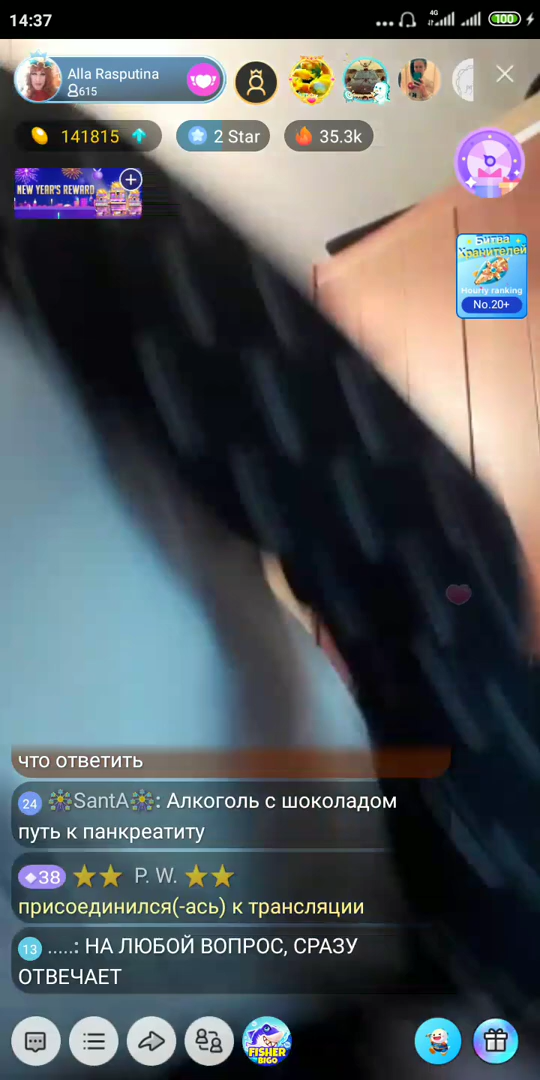 14:37
4G
100
Alla Rasputina
615
141815
2 Star
35.3k
NEW YEAR'S REWARD
Битва
Хранителей
Hourly ranking
No.20+
что ответить
24 SantA: Алкоголь с шоколадом
путь к панкреатиту
38 P. W.
присоединился(-ась) к трансляции
13 .....: НА ЛЮБОЙ ВОПРОС, СРАЗУ
ОТВЕЧАЕТ
FISHER
BIGO